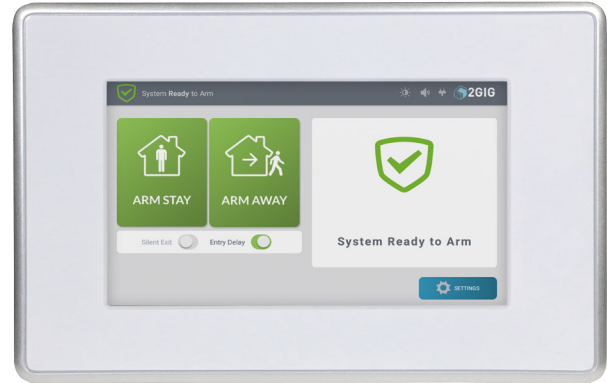 System Ready to Arm
2GIG
ARM STAY
ARM AWAY
System Ready to Arm
Silent Exit
Entry Delay
SETTINGS